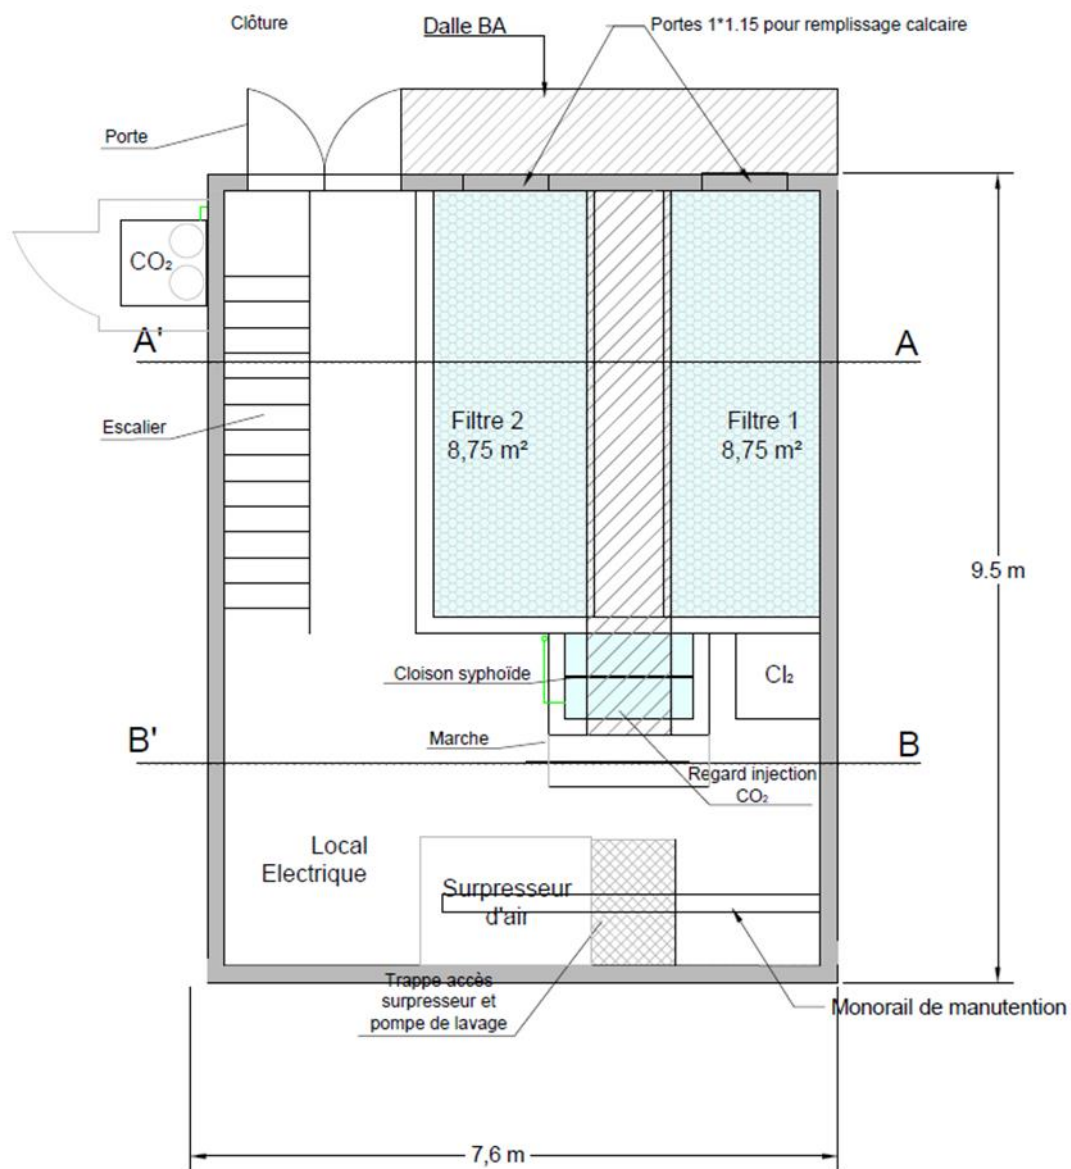 Clôture
Dalle BA
Portes 1*1.15 pour remplissage calcaire
Porte
CO₂
A'
A
Escalier
Filtre 2
8,75 m²
Filtre 1
8,75 m²
9.5 m
Cloison syphoïde
Cl₂
B'
Marche
B
Regard injection
CO₂
Local
Electrique
Surpresseur
d'air
Trappe accès
surpresseur et
pompe de lavage
Monorail de manutention
7,6 m